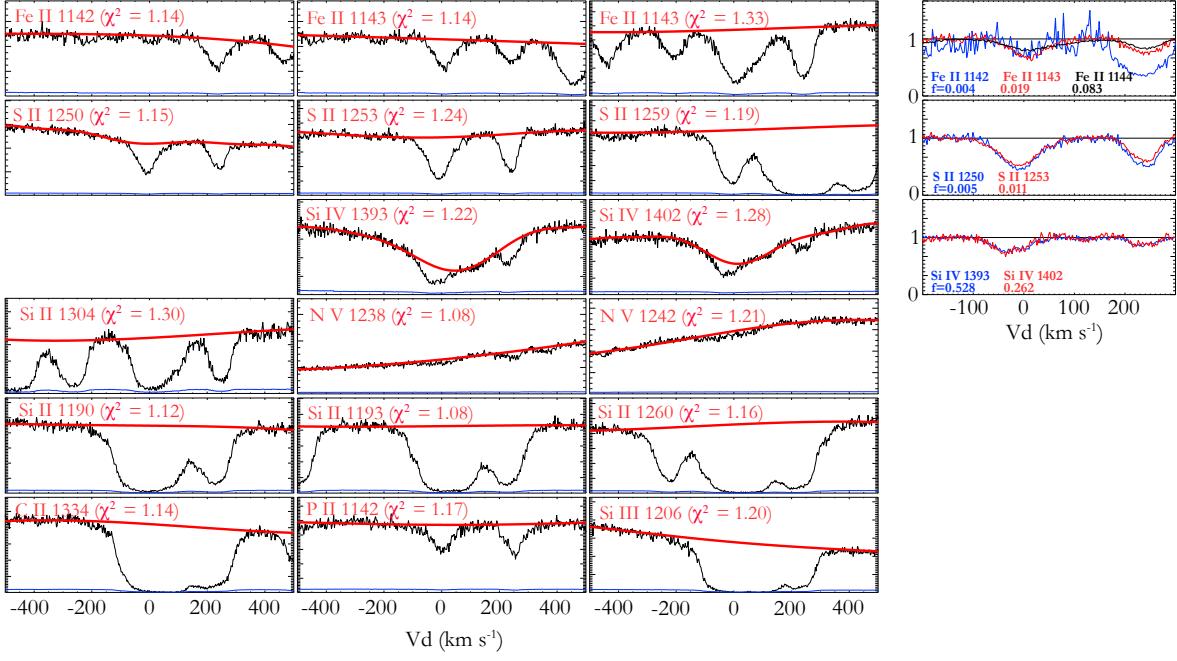 Fe II 1142 (χ² = 1.14)
Fe II 1143 (χ² = 1.14)
Fe II 1143 (χ² = 1.33)
1
Fe II 1142 Fe II 1143 Fe II 1144
f=0.004 0.019 0.083
0
S II 1250 (χ² = 1.15)
S II 1253 (χ² = 1.24)
S II 1259 (χ² = 1.19)
1
S II 1250 S II 1253
f=0.005 0.011
0
Si IV 1393 (χ² = 1.22)
Si IV 1402 (χ² = 1.28)
1
Si IV 1393 Si IV 1402
f=0.528 0.262
0
-100 0 100 200
Vd (km s⁻¹)
Si II 1304 (χ² = 1.30)
N V 1238 (χ² = 1.08)
N V 1242 (χ² = 1.21)
Si II 1190 (χ² = 1.12)
Si II 1193 (χ² = 1.08)
Si II 1260 (χ² = 1.16)
C II 1334 (χ² = 1.14)
P II 1142 (χ² = 1.17)
Si III 1206 (χ² = 1.20)
-400 -200 0 200 400
-400 -200 0 200 400
-400 -200 0 200 400
Vd (km s⁻¹)